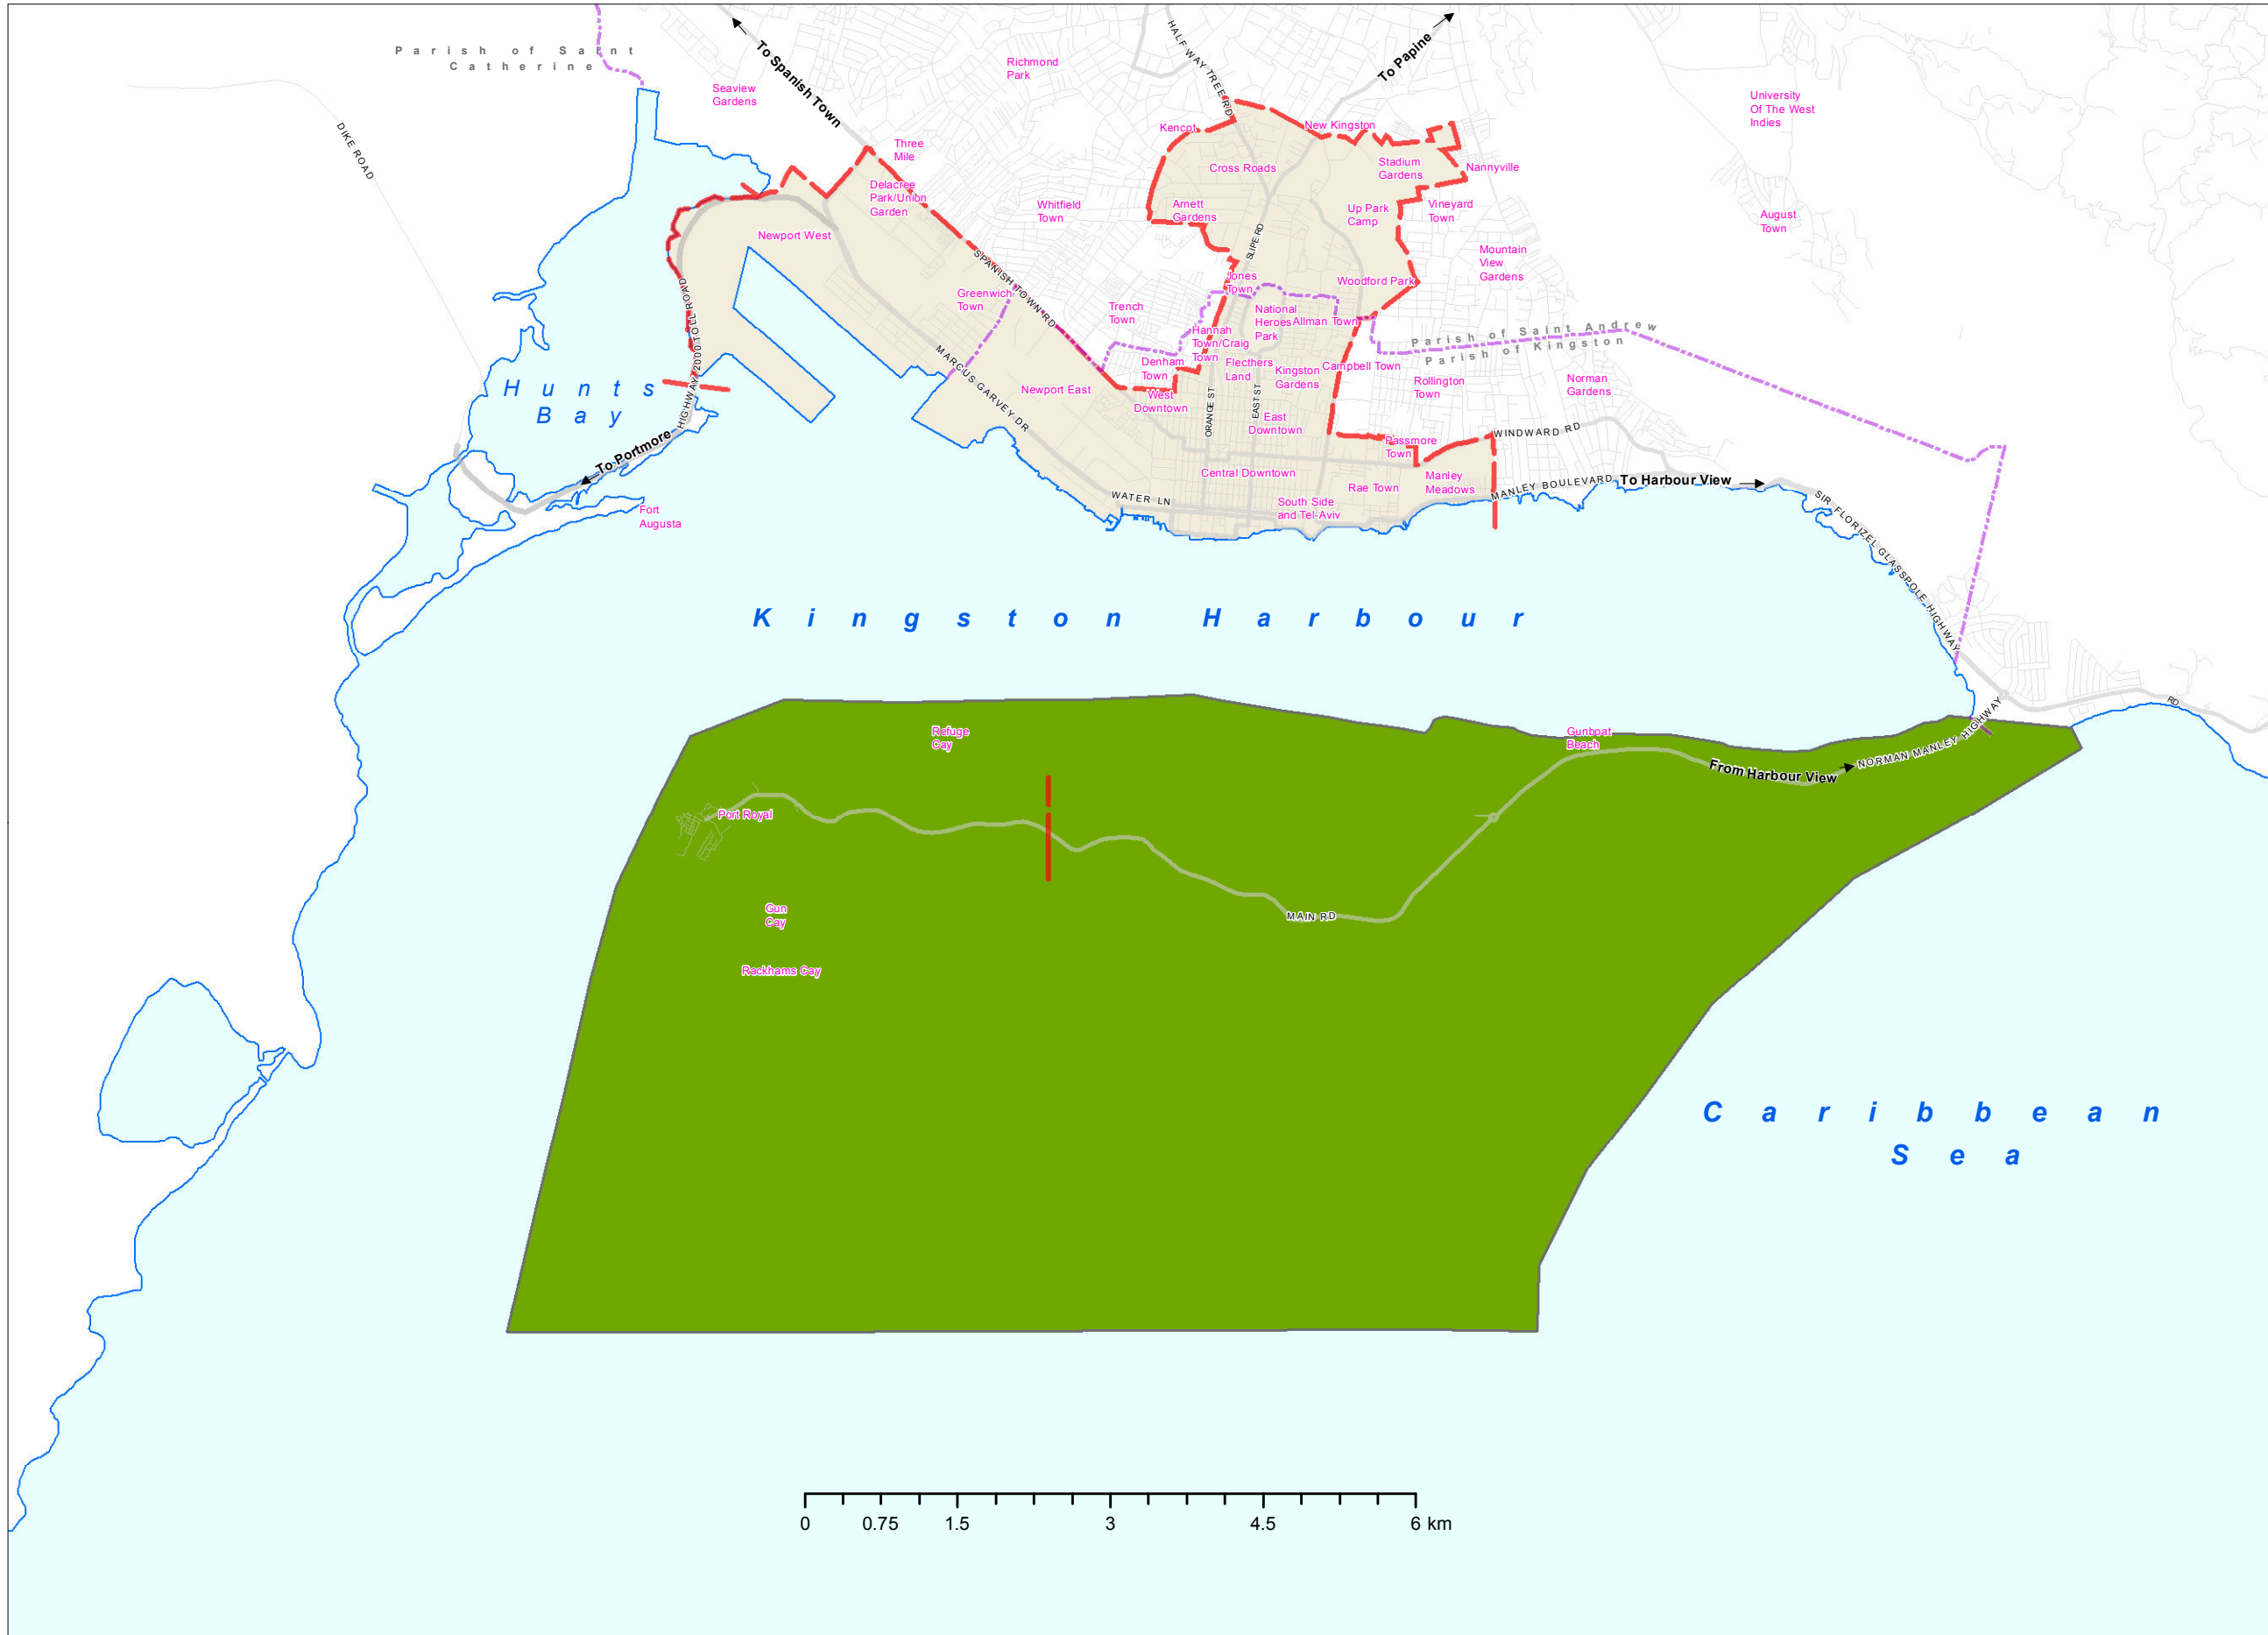 Parish of Saint
Catherine
To Spanish Town
HALF WAY TREE RD
To Papine
Richmond
Park
Seaview
Gardens
University
Of The West
Indies
DIKE ROAD
Kencot
New Kingston
Three
Mile
Cross Roads
Stadium
Gardens
Nannyville
Delacree
Park/Union
Garden
Whitfield
Town
Arnett
Gardens
Up Park
Camp
Vineyard
Town
August
Town
Newport West
SLIPE RD
Mountain
View
Gardens
SPANISH TOWN RD
Jones
Town
Woodford Park
Greenwich
Town
HIGHWAY 2000 TOLL ROAD
Trench
Town
National
Heroes
Park
Allman Town
Hannah
Town/Craig
Town
Parish of Saint Andrew
Parish of Kingston
MARCUS GARVEY DR
Denham
Town
Flecthers
Land
Kingston
Gardens
Campbell Town
Hunts
Bay
Newport East
West
Downtown
ORANGE ST
EAST ST
Rollington
Town
Norman
Gardens
East
Downtown
To Portmore
Passmore
Town
WINDWARD RD
Central Downtown
Rae Town
Manley
Meadows
MANLEY BOULEVARD
To Harbour View
WATER LN
South Side
and Tel-Aviv
Fort
Augusta
SIR FLORIZEL GLASSPOLE HIGHWAY
Kingston Harbour
RD
Refuge
Cay
Gunboat
Beach
From Harbour View
NORMAN MANLEY HIGHWAY
Port Royal
Gun
Cay
MAIN RD
Rackhams Cay
Caribbean
Sea
0 0.75 1.5 3 4.5 6 km